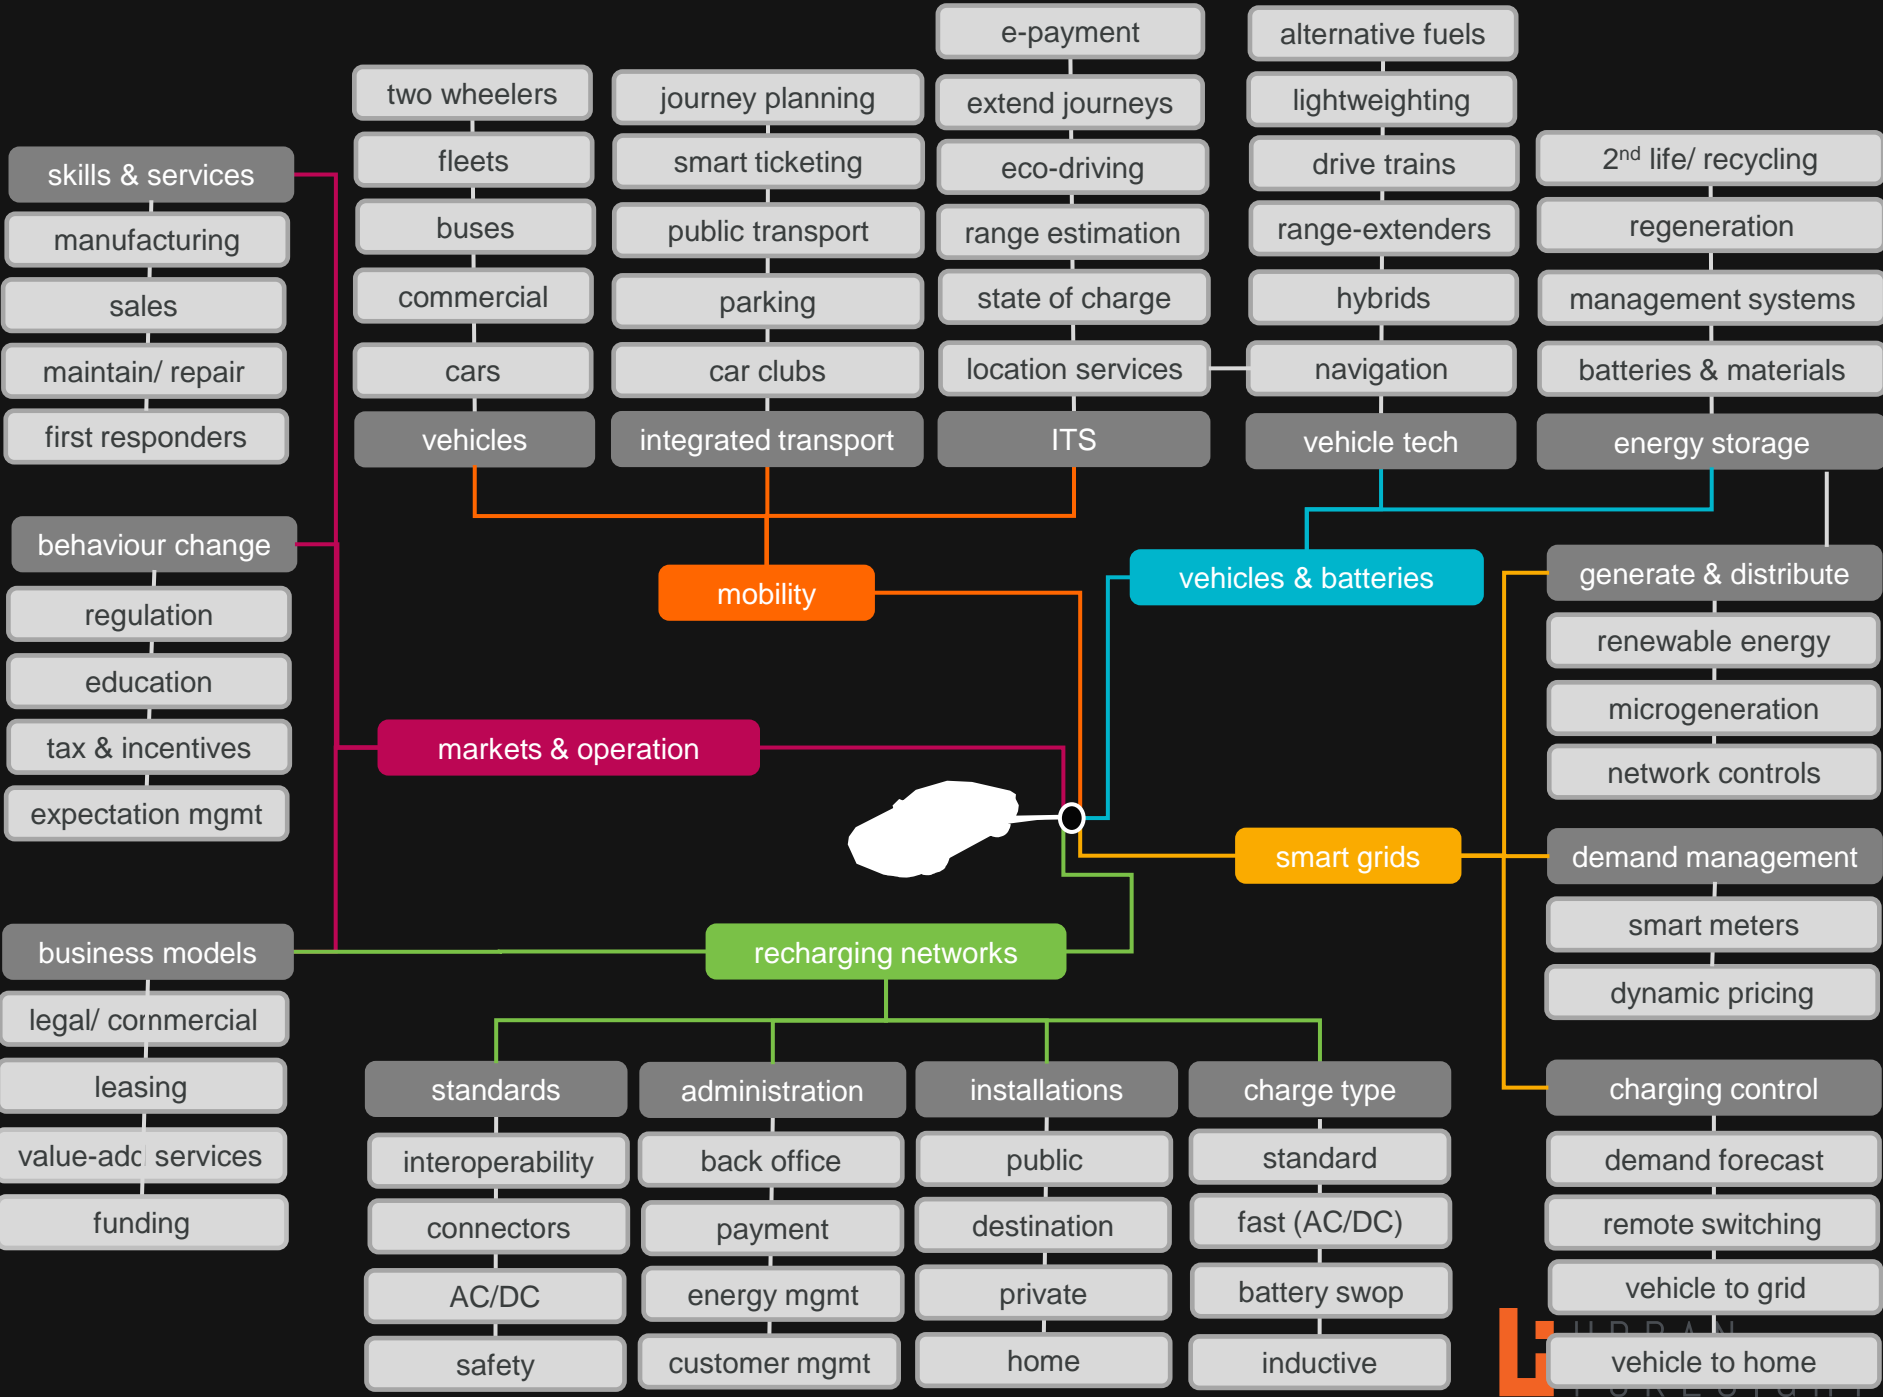 skills & services
manufacturing
sales
maintain/ repair
first responders
behaviour change
regulation
education
tax & incentives
expectation mgmt
business models
legal/ commercial
leasing
value-add services
funding
two wheelers
fleets
buses
commercial
cars
vehicles
journey planning
smart ticketing
public transport
parking
car clubs
integrated transport
e-payment
extend journeys
eco-driving
range estimation
state of charge
location services
ITS
alternative fuels
lightweighting
drive trains
range-extenders
hybrids
navigation
vehicle tech
2nd life/ recycling
regeneration
management systems
batteries & materials
energy storage
mobility
vehicles & batteries
markets & operation
smart grids
recharging networks
generate & distribute
renewable energy
microgeneration
network controls
demand management
smart meters
dynamic pricing
charging control
demand forecast
remote switching
vehicle to grid
vehicle to home
standards
interoperability
connectors
AC/DC
safety
administration
back office
payment
energy mgmt
customer mgmt
installations
public
destination
private
home
charge type
standard
fast (AC/DC)
battery swop
inductive